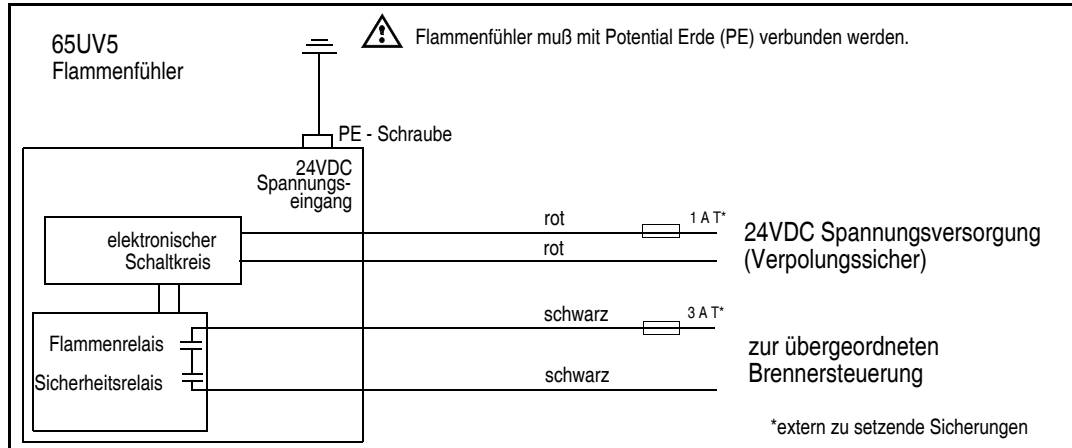 65UV5
Flammenfühler
Flammenfühler muß mit Potential Erde (PE) verbunden werden.
PE - Schraube
24VDC
Spannungs-
eingang
elektronischer
Schaltkreis
rot
1 A T*
rot
24VDC Spannungsversorgung
(Verpolungssicher)
schwarz
3 A T*
Flammenrelais
Sicherheitsrelais
schwarz
zur übergeordneten
Brennersteuerung
*extern zu setzende Sicherungen